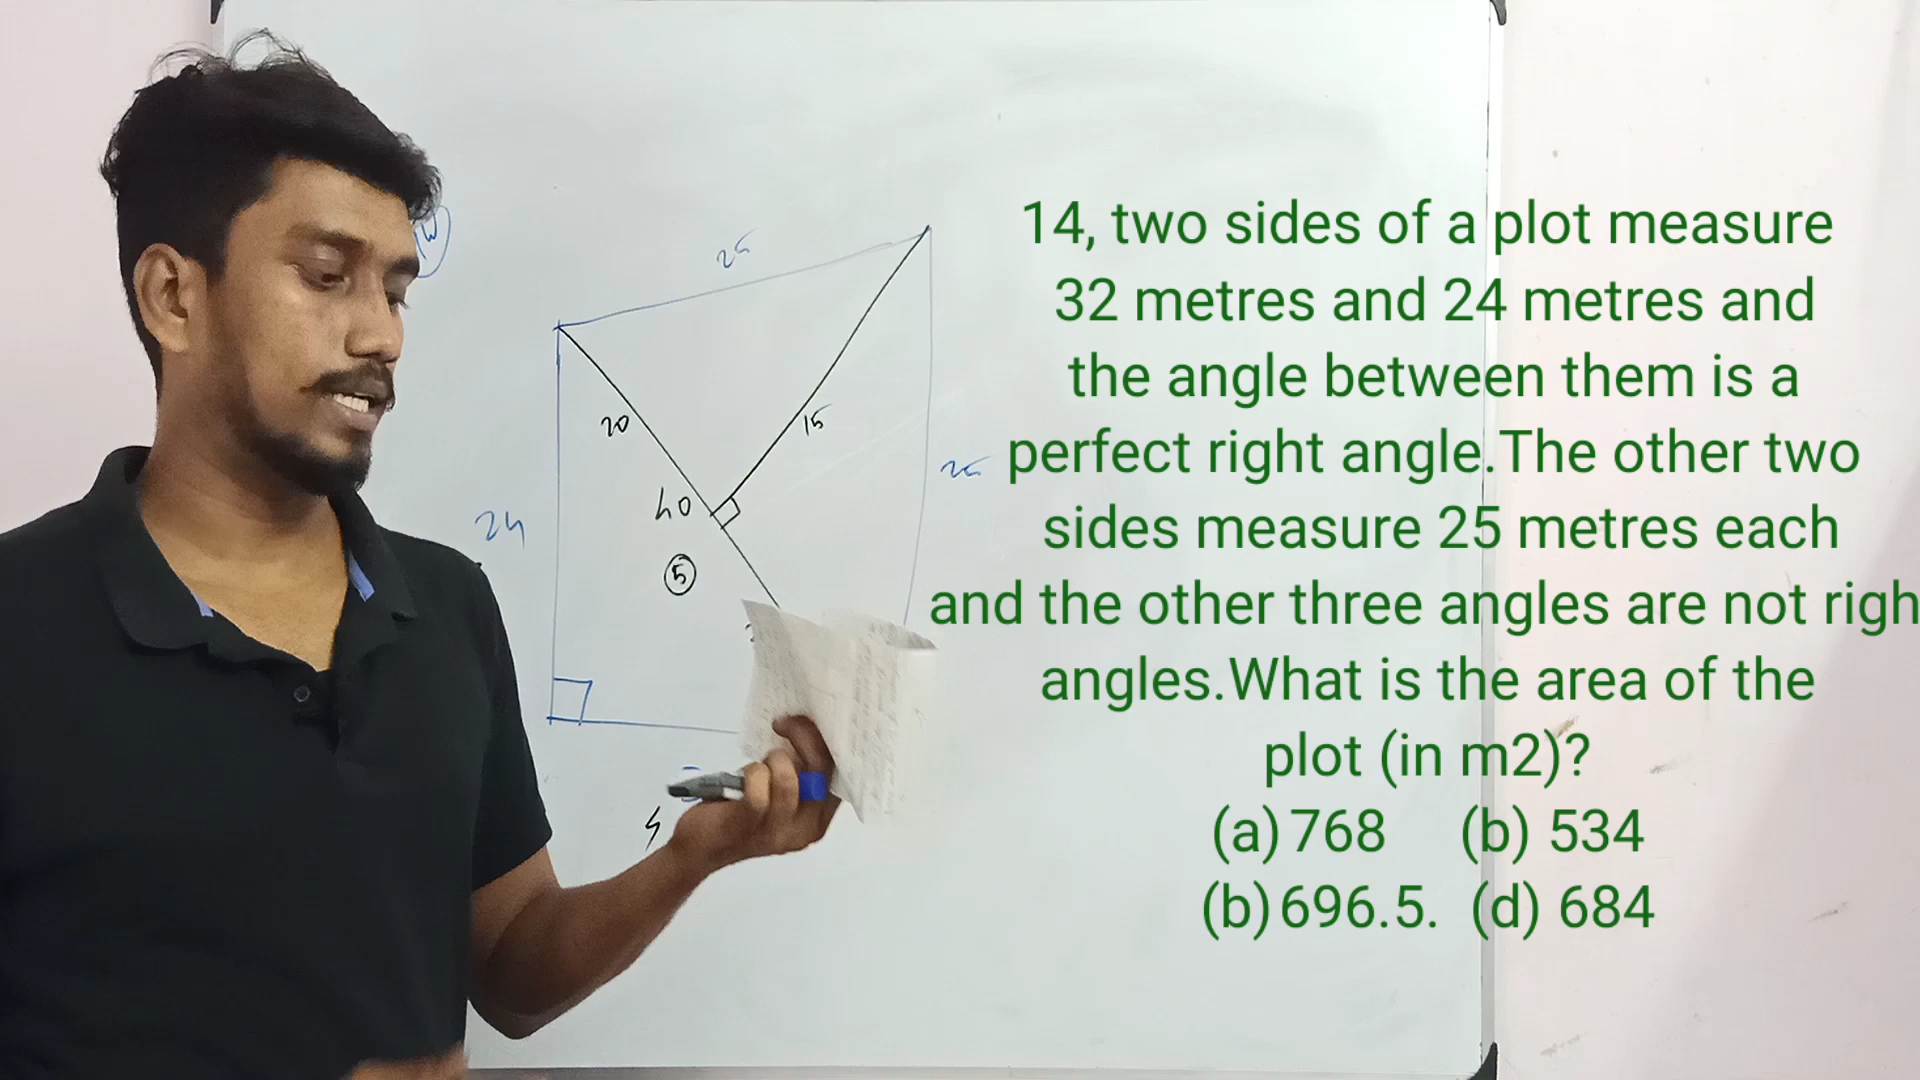 14, two sides of a plot measure
32 metres and 24 metres and
the angle between them is a
perfect right angle.The other two
sides measure 25 metres each
and the other three angles are not righ
angles.What is the area of the
plot (in m2)?
(a) 768 (b) 534
(b) 696.5. (d) 684
25
20
15
25
40
24
5